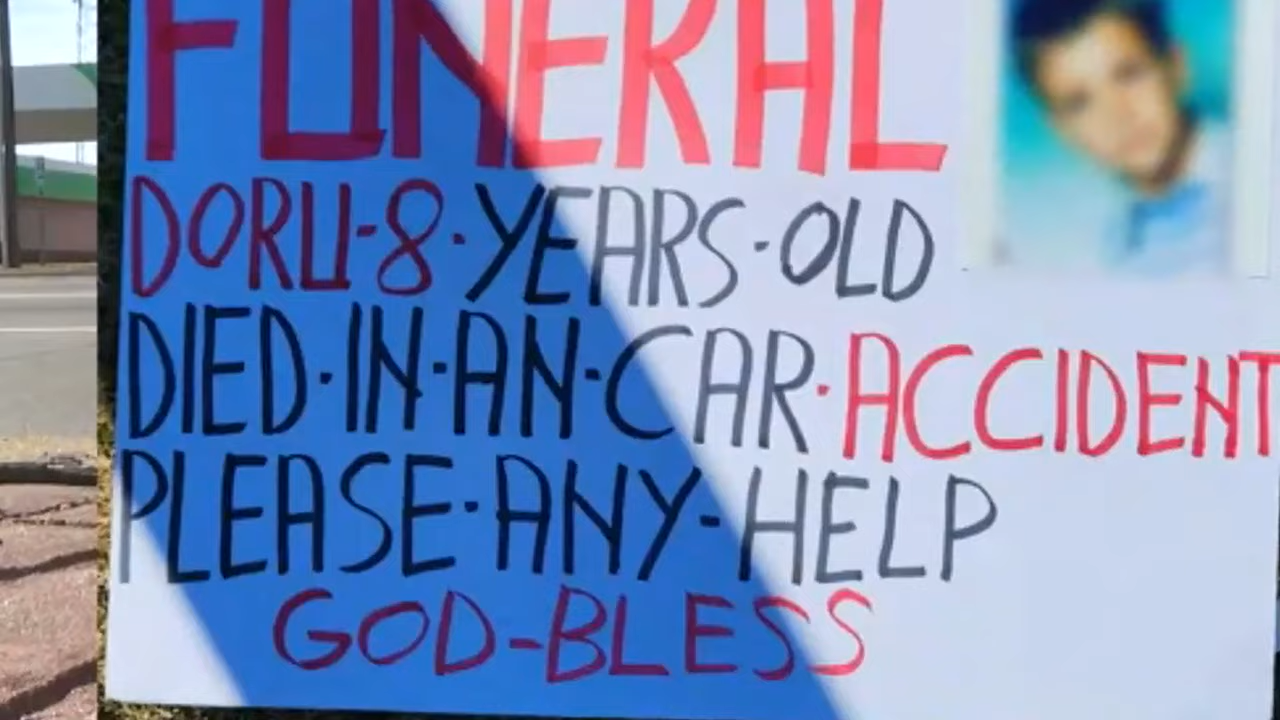 FUNERAL
DORU-8·YEARS·OLD
DIED·IN·AN·CAR·ACCIDENT
PLEASE·ANY-HELP
GOD-BLESS